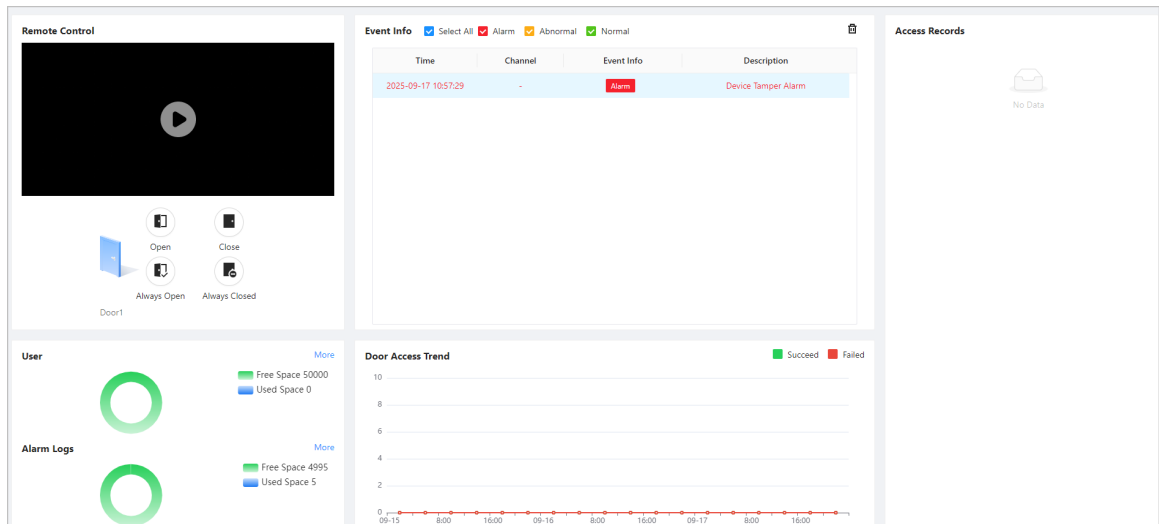 Remote Control
Open
Close
Always Open
Always Closed
Door1
Event Info
Select All
Alarm
Abnormal
Normal
Time Channel Event Info Description
2025-09-17 10:57:29 - Alarm Device Tamper Alarm
Access Records
No Data
User
More
Free Space 50000
Used Space 0
Alarm Logs
More
Free Space 4995
Used Space 5
Door Access Trend
Succeed
Failed
10
8
6
4
2
0
09-15 8:00 16:00 09-16 8:00 16:00 09-17 8:00 16:00